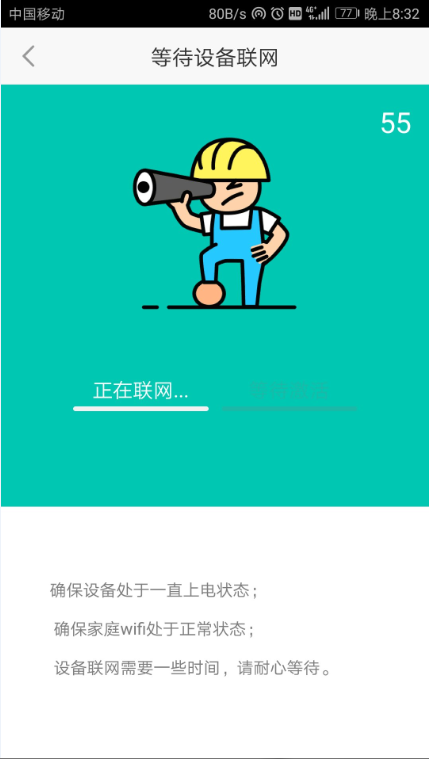 中国移动 80B/s HD 4G+ 77 晚上8:32
等待设备联网
55
正在联网...
确保设备处于一直上电状态；
确保家庭wifi处于正常状态；
设备联网需要一些时间，请耐心等待。